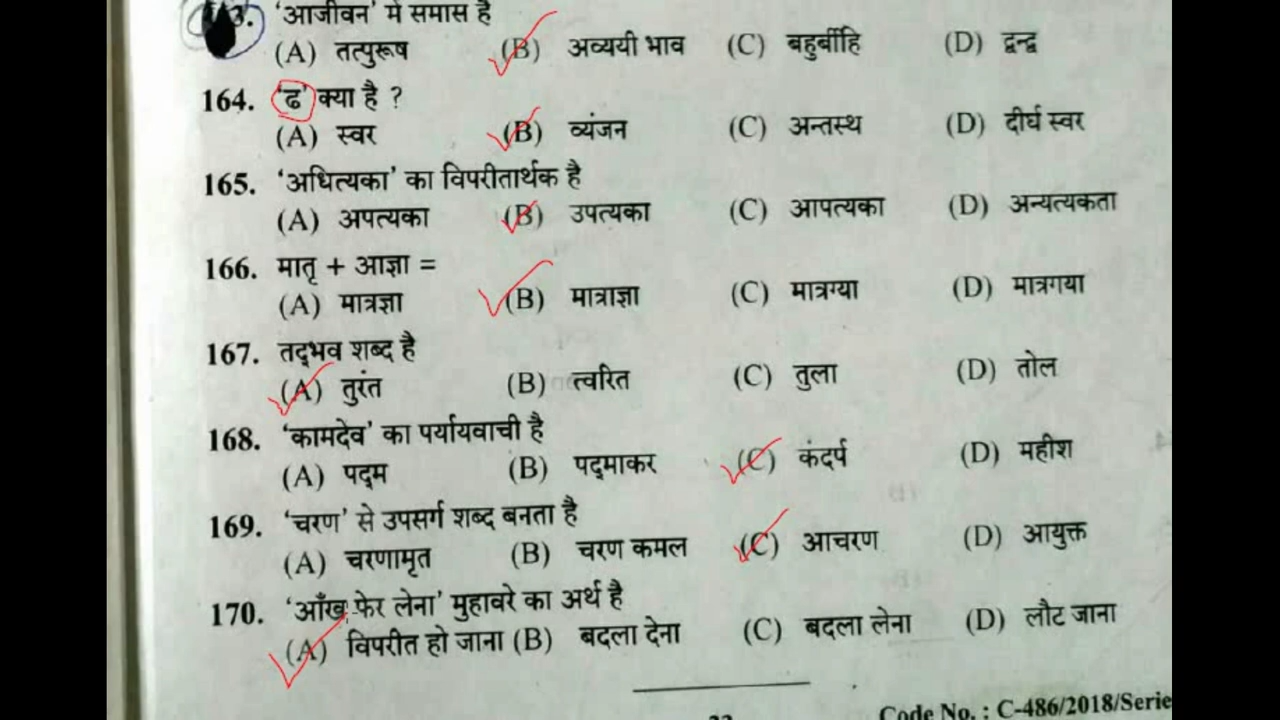 3. 'आजीवन' में समास है
(A) तत्पुरूष (B) अव्ययी भाव (C) बहुर्बीहि (D) द्वन्द्व
164. 'ढ' क्या है ?
(A) स्वर (B) व्यंजन (C) अन्तस्थ (D) दीर्घ स्वर
165. 'अधित्यका' का विपरीतार्थक है
(A) अपत्यका (B) उपत्यका (C) आपत्यका (D) अन्यत्यकता
166. मातृ + आज्ञा =
(A) मात्रज्ञा (B) मात्राज्ञा (C) मात्रग्या (D) मात्रगया
167. तद्भव शब्द है
(A) तुरंत (B) त्वरित (C) तुला (D) तोल
168. 'कामदेव' का पर्यायवाची है
(A) पद्म (B) पद्माकर (C) कंदर्प (D) महीश
169. 'चरण' से उपसर्ग शब्द बनता है
(A) चरणामृत (B) चरण कमल (C) आचरण (D) आयुक्त
170. 'आँख फेर लेना' मुहावरे का अर्थ है
(A) विपरीत हो जाना (B) बदला देना (C) बदला लेना (D) लौट जाना
Code No. : C-486/2018/Serie